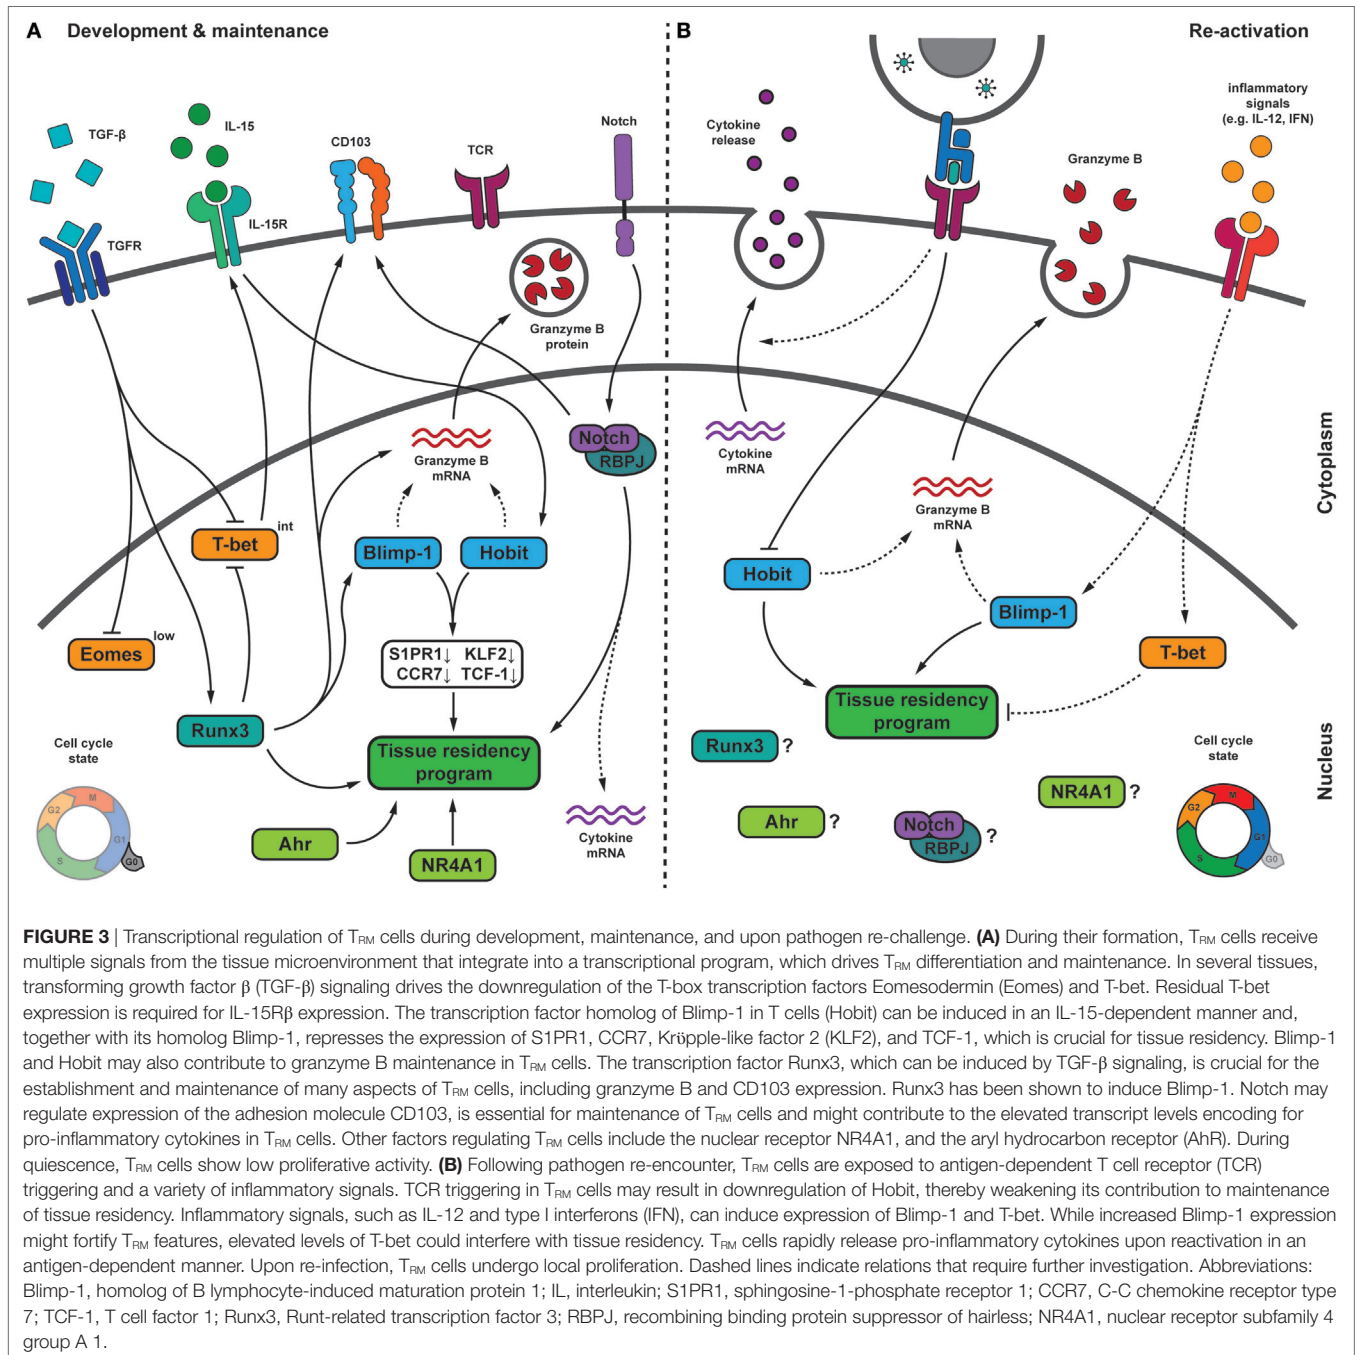 A Development & maintenance
TGF-β
IL-15
CD103
TCR
Notch
TGFR
IL-15R
Granzyme B
protein
Granzyme B
mRNA
Notch
RBPJ
T-bet int
Blimp-1
Hobit
Eomes low
S1PR1↓ KLF2↓
CCR7↓ TCF-1↓
Runx3
Tissue residency
program
Cell cycle
state
M
G2
G1
S
G0
Ahr
NR4A1
Cytokine
mRNA
B Re-activation
Cytokine
release
Granzyme B
inflammatory
signals
(e.g. IL-12, IFN)
Cytokine
mRNA
Granzyme B
mRNA
Hobit
Blimp-1
T-bet
Tissue residency
program
Runx3 ?
Ahr ?
Notch
RBPJ ?
NR4A1 ?
Cell cycle
state
M
G2
G1
S
G0
Cytoplasm
Nucleus
FIGURE 3 | Transcriptional regulation of TRM cells during development, maintenance, and upon pathogen re-challenge. (A) During their formation, TRM cells receive
multiple signals from the tissue microenvironment that integrate into a transcriptional program, which drives TRM differentiation and maintenance. In several tissues,
transforming growth factor β (TGF-β) signaling drives the downregulation of the T-box transcription factors Eomesodermin (Eomes) and T-bet. Residual T-bet
expression is required for IL-15Rβ expression. The transcription factor homolog of Blimp-1 in T cells (Hobit) can be induced in an IL-15-dependent manner and,
together with its homolog Blimp-1, represses the expression of S1PR1, CCR7, Krϋpple-like factor 2 (KLF2), and TCF-1, which is crucial for tissue residency. Blimp-1
and Hobit may also contribute to granzyme B maintenance in TRM cells. The transcription factor Runx3, which can be induced by TGF-β signaling, is crucial for the
establishment and maintenance of many aspects of TRM cells, including granzyme B and CD103 expression. Runx3 has been shown to induce Blimp-1. Notch may
regulate expression of the adhesion molecule CD103, is essential for maintenance of TRM cells and might contribute to the elevated transcript levels encoding for
pro-inflammatory cytokines in TRM cells. Other factors regulating TRM cells include the nuclear receptor NR4A1, and the aryl hydrocarbon receptor (AhR). During
quiescence, TRM cells show low proliferative activity. (B) Following pathogen re-encounter, TRM cells are exposed to antigen-dependent T cell receptor (TCR)
triggering and a variety of inflammatory signals. TCR triggering in TRM cells may result in downregulation of Hobit, thereby weakening its contribution to maintenance
of tissue residency. Inflammatory signals, such as IL-12 and type I interferons (IFN), can induce expression of Blimp-1 and T-bet. While increased Blimp-1 expression
might fortify TRM features, elevated levels of T-bet could interfere with tissue residency. TRM cells rapidly release pro-inflammatory cytokines upon reactivation in an
antigen-dependent manner. Upon re-infection, TRM cells undergo local proliferation. Dashed lines indicate relations that require further investigation. Abbreviations:
Blimp-1, homolog of B lymphocyte-induced maturation protein 1; IL, interleukin; S1PR1, sphingosine-1-phosphate receptor 1; CCR7, C-C chemokine receptor type
7; TCF-1, T cell factor 1; Runx3, Runt-related transcription factor 3; RBPJ, recombining binding protein suppressor of hairless; NR4A1, nuclear receptor subfamily 4
group A 1.